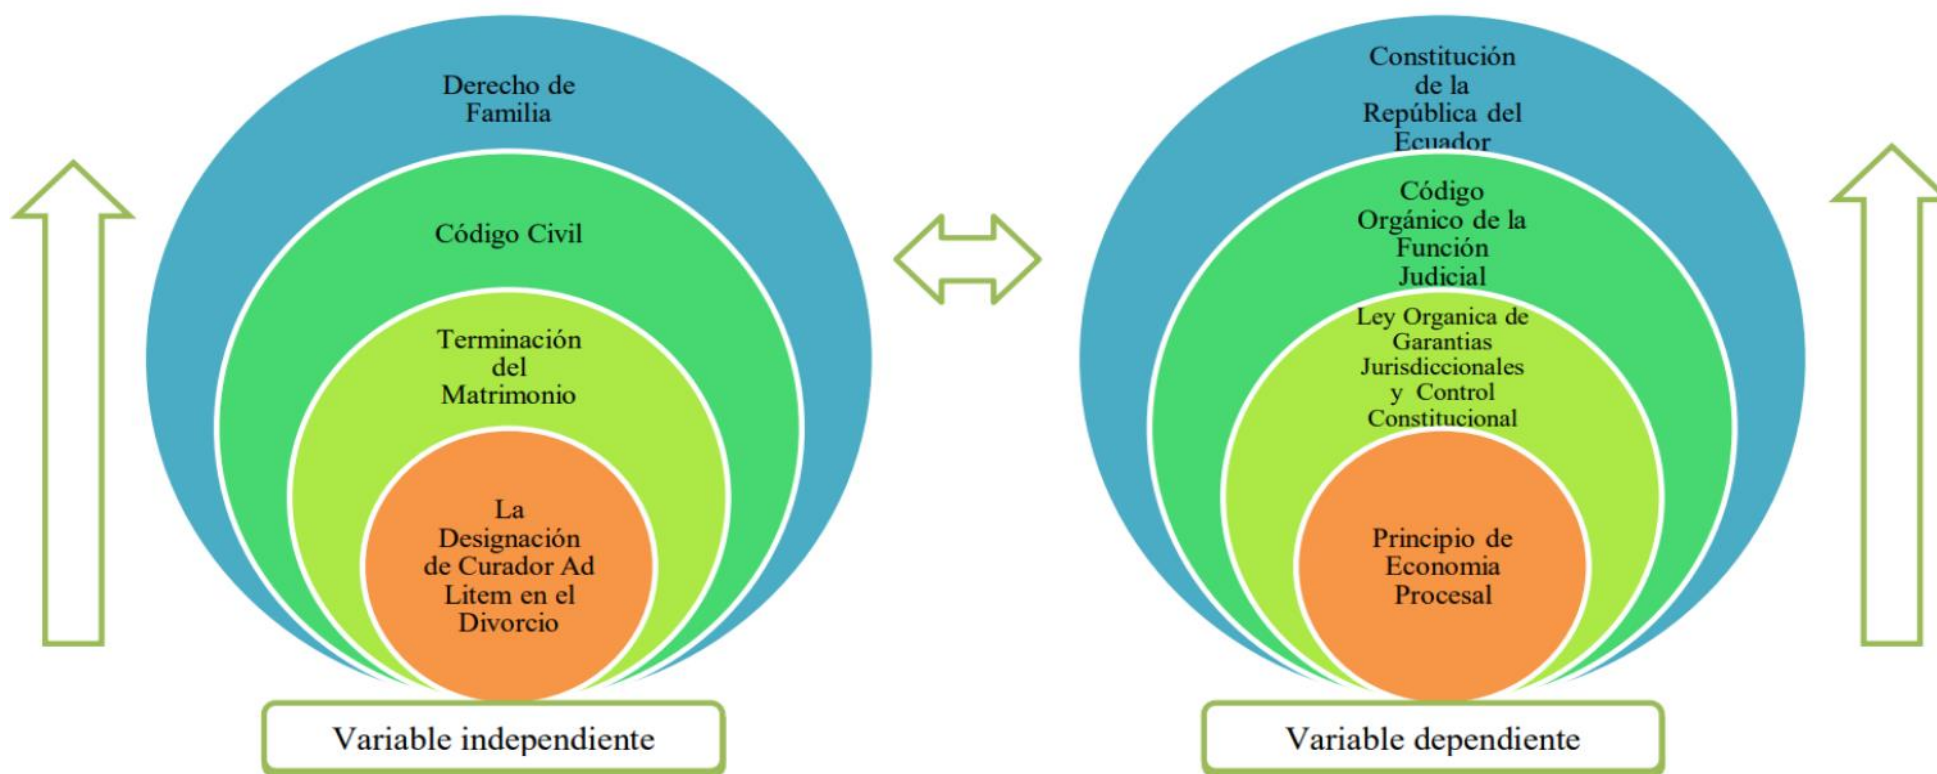 Derecho de
Familia
Código Civil
Terminación
del
Matrimonio
La
Designación
de Curador Ad
Litem en el
Divorcio
Variable independiente
Constitución
de la
República del
Ecuador
Código
Orgánico de la
Función
Judicial
Ley Organica de
Garantias
Jurisdiccionales
y Control
Constitucional
Principio de
Economia
Procesal
Variable dependiente